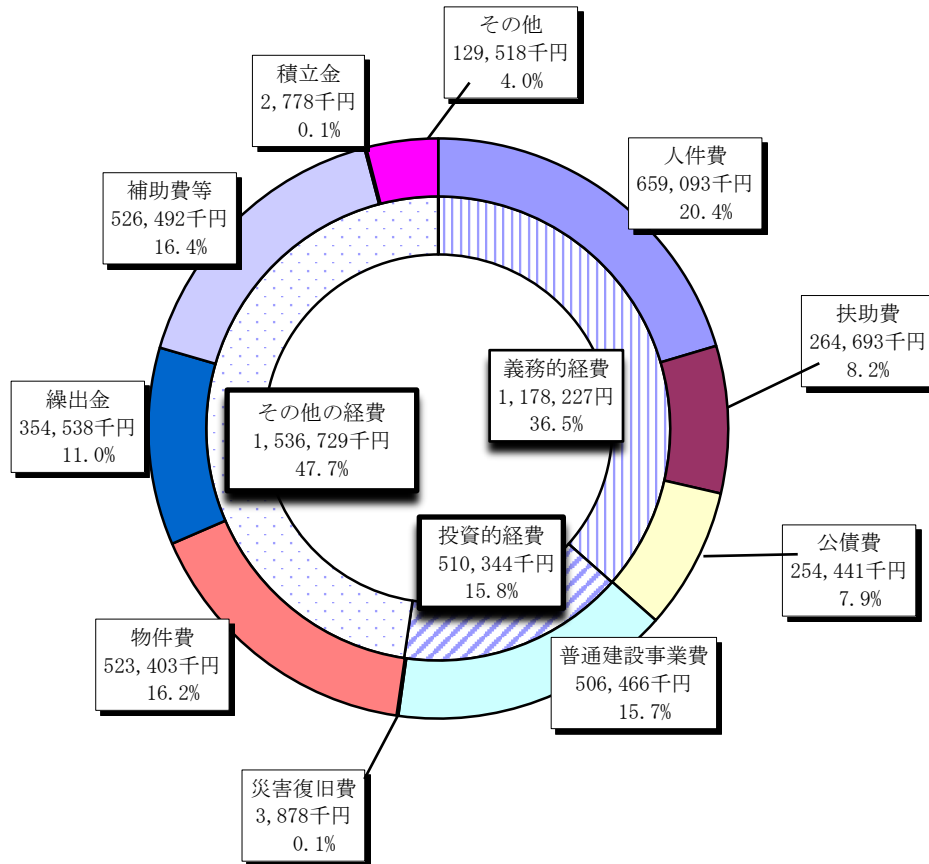 その他
129,518千円
4.0%
積立金
2,778千円
0.1%
人件費
659,093千円
20.4%
補助費等
526,492千円
16.4%
扶助費
264,693千円
8.2%
義務的経費
1,178,227円
36.5%
繰出金
354,538千円
11.0%
その他の経費
1,536,729千円
47.7%
投資的経費
510,344千円
15.8%
公債費
254,441千円
7.9%
物件費
523,403千円
16.2%
普通建設事業費
506,466千円
15.7%
災害復旧費
3,878千円
0.1%